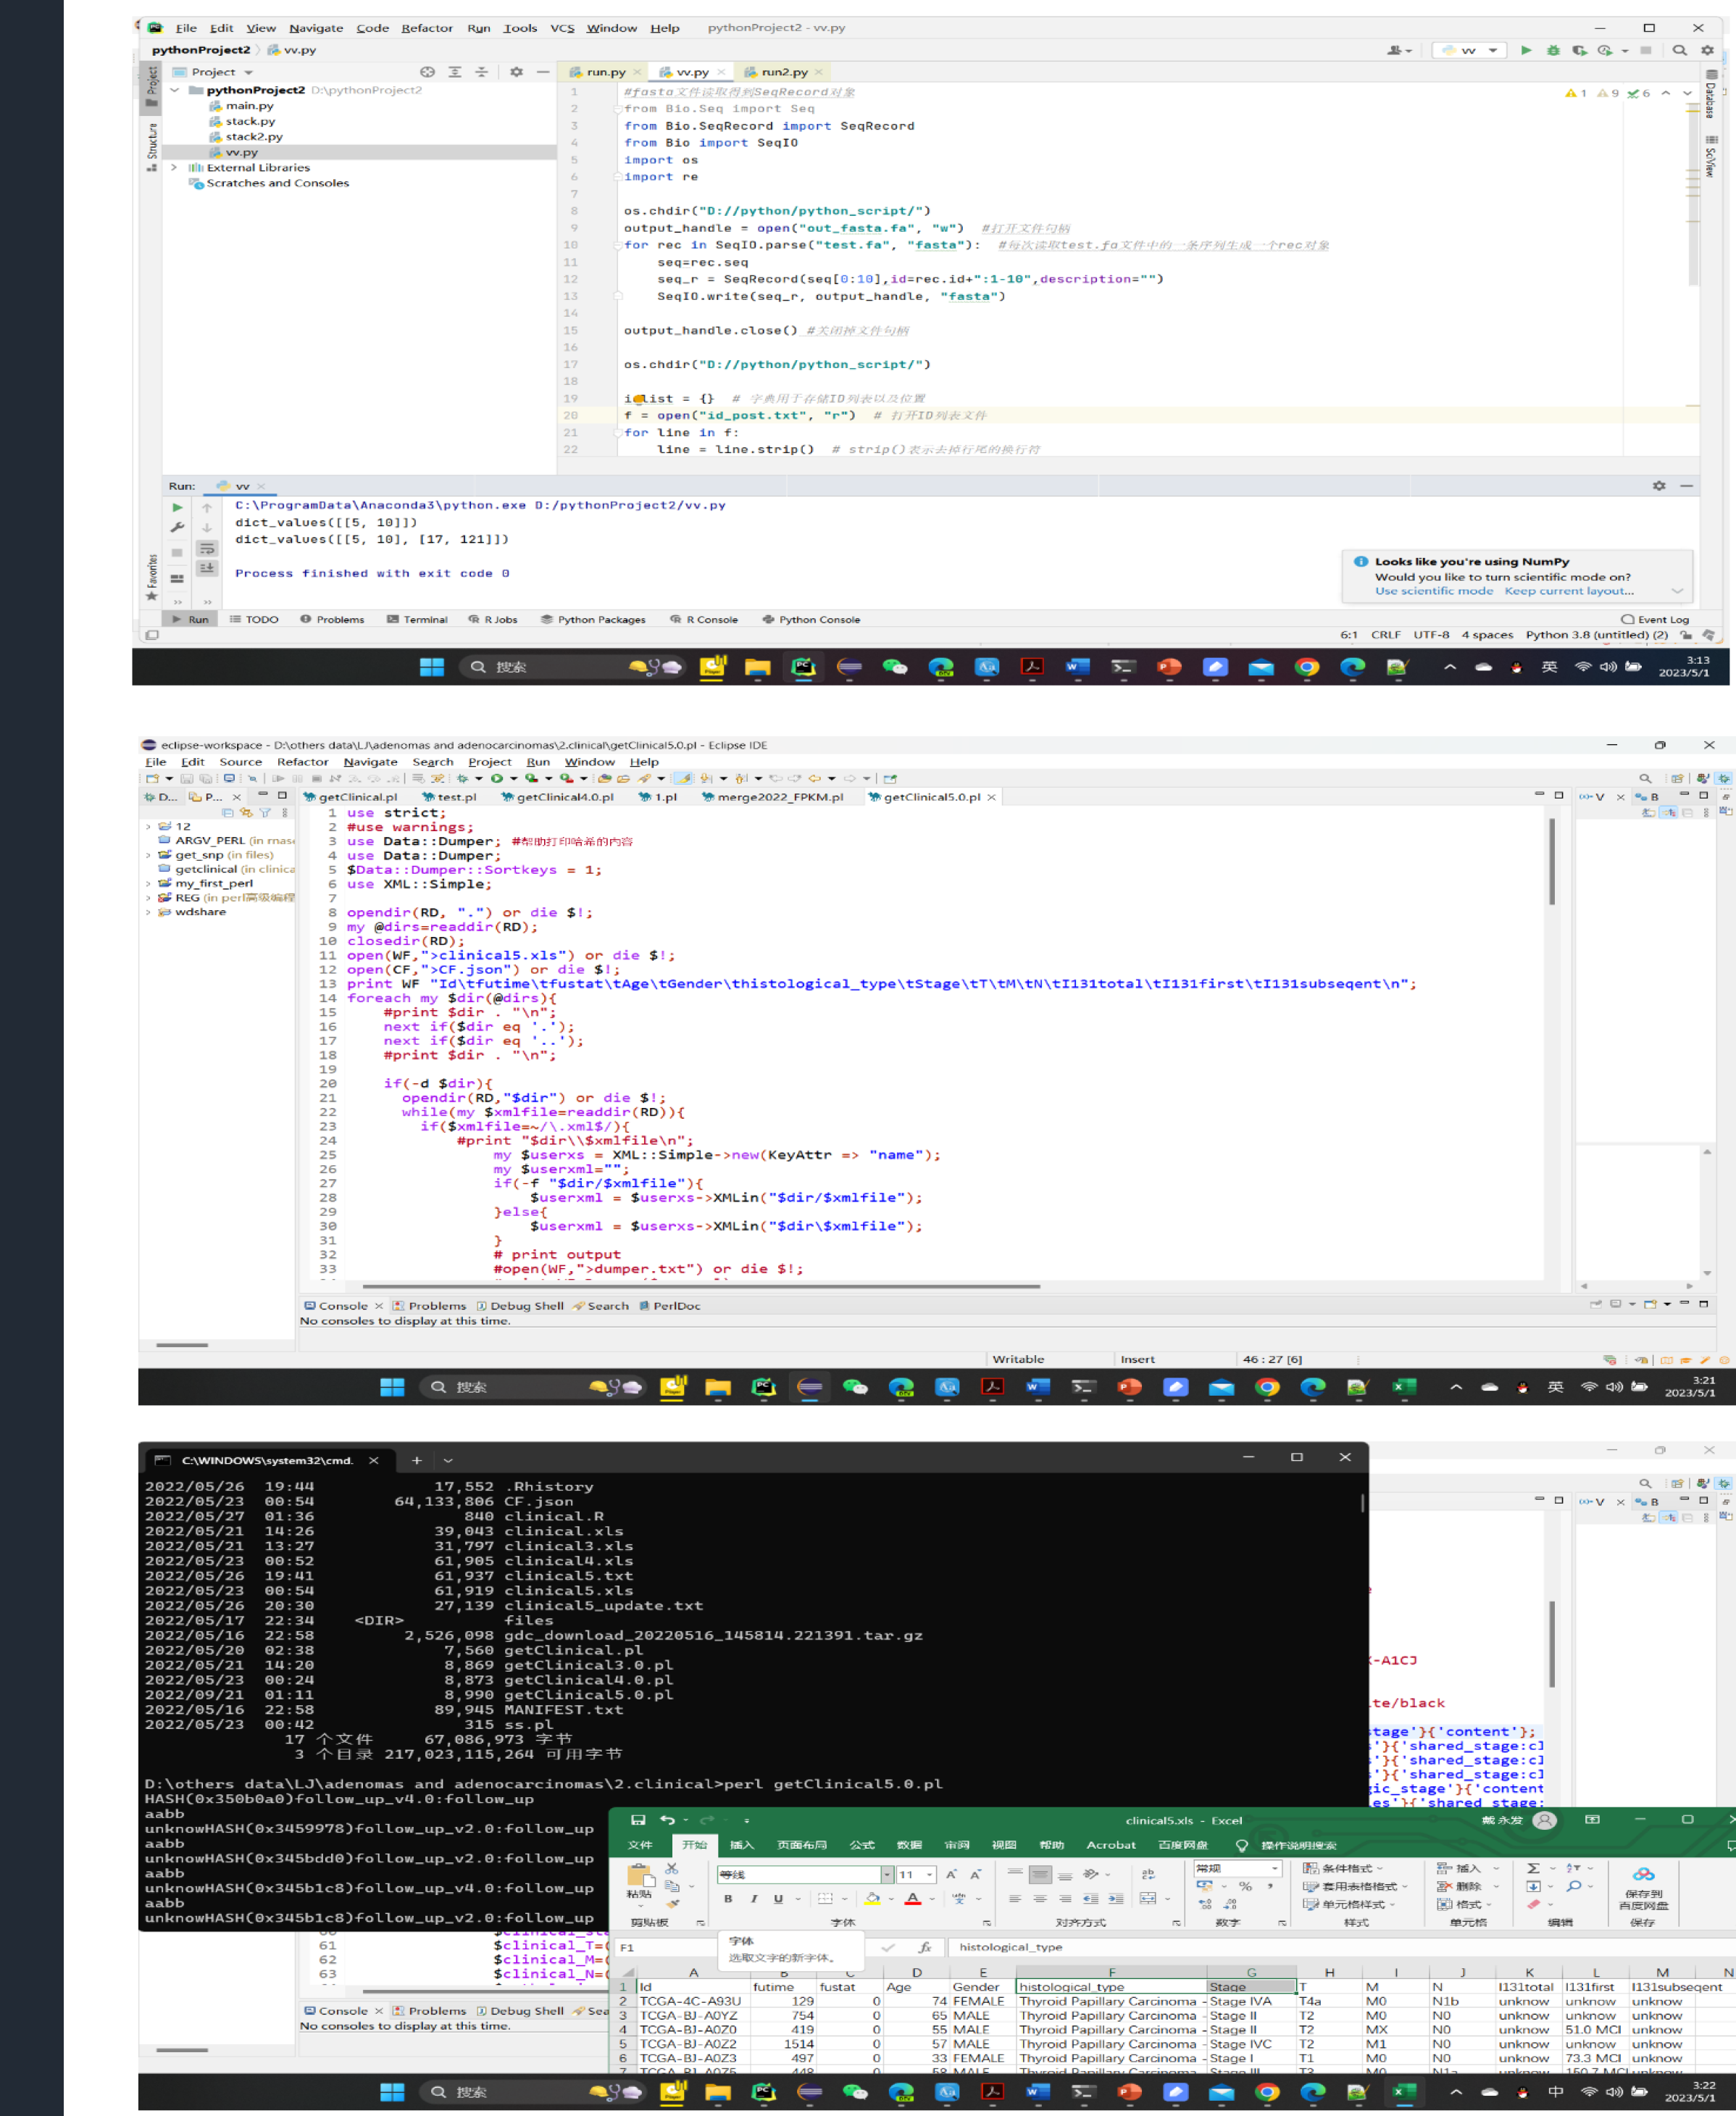 File Edit View Navigate Code Refactor Run Tools VCS Window Help pythonProject2 - vv.py
pythonProject2 vv.py
vv
Project
run.py
vv.py
run2.py
pythonProject2 D:\pythonProject2
main.py
stack.py
stack2.py
vv.py
External Libraries
Scratches and Consoles
Project
Structure
Favorites
Database
SciView
1 9 6
1 #fasta文件读取得到SeqRecord对象
2 from Bio.Seq import Seq
3 from Bio.SeqRecord import SeqRecord
4 from Bio import SeqIO
5 import os
6 import re
7
8 os.chdir("D://python/python_script/")
9 output_handle = open("out_fasta.fa", "w") #打开文件句柄
10 for rec in SeqIO.parse("test.fa", "fasta"): #每次读取test.fa文件中的一条序列生成一个rec对象
11 seq=rec.seq
12 seq_r = SeqRecord(seq[0:10],id=rec.id+":1-10",description="")
13 SeqIO.write(seq_r, output_handle, "fasta")
14
15 output_handle.close() #关闭掉文件句柄
16
17 os.chdir("D://python/python_script/")
18
19 list = {} # 字典用于存储ID列表以及位置
20 f = open("id_post.txt", "r") # 打开ID列表文件
21 for line in f:
22 line = line.strip() # strip()表示去掉行尾的换行符
Run: vv
C:\ProgramData\Anaconda3\python.exe D:/pythonProject2/vv.py
dict_values([[5, 10]])
dict_values([[5, 10], [17, 121]])
Process finished with exit code 0
Looks like you're using NumPy
Would you like to turn scientific mode on?
Use scientific mode Keep current layout...
Run TODO Problems Terminal R Jobs Python Packages R Console Python Console Event Log
6:1 CRLF UTF-8 4 spaces Python 3.8 (untitled) (2)
搜索
英
3:13
2023/5/1
eclipse-workspace - D:\others data\LJ\adenomas and adenocarcinomas\2.clinical\getClinical5.0.pl - Eclipse IDE
File Edit Source Refactor Navigate Search Project Run Window Help
D... P...
getClinical.pl test.pl getClinical4.0.pl 1.pl merge2022_FPKM.pl getClinical5.0.pl
V B
12
ARGV_PERL (in rnas
get_snp (in files)
getclinical (in clinica
my_first_perl
REG (in perl高级编程
wdshare
1 use strict;
2 #use warnings;
3 use Data::Dumper; #帮助打印哈希的内容
4 use Data::Dumper;
5 $Data::Dumper::Sortkeys = 1;
6 use XML::Simple;
7
8 opendir(RD, ".") or die $!;
9 my @dirs=readdir(RD);
10 closedir(RD);
11 open(WF,">clinical5.xls") or die $!;
12 open(CF,">CF.json") or die $!;
13 print WF "Id\tfutime\tfustat\tAge\tGender\thistological_type\tStage\tT\tM\tN\tI131total\tI131first\tI131subseqent\n";
14 foreach my $dir(@dirs){
15 #print $dir . "\n";
16 next if($dir eq '.');
17 next if($dir eq '..');
18 #print $dir . "\n";
19
20 if(-d $dir){
21 opendir(RD,"$dir") or die $!;
22 while(my $xmlfile=readdir(RD)){
23 if($xmlfile=~/\.xml$/){
24 #print "$dir\\$xmlfile\n";
25 my $userxs = XML::Simple->new(KeyAttr => "name");
26 my $userxml="";
27 if(-f "$dir/$xmlfile"){
28 $userxml = $userxs->XMLin("$dir/$xmlfile");
29 }else{
30 $userxml = $userxs->XMLin("$dir\$xmlfile");
31 }
32 # print output
33 #open(WF,">dumper.txt") or die $!;
Console Problems Debug Shell Search PerlDoc
No consoles to display at this time.
Writable Insert 46 : 27 [6]
搜索
英
3:21
2023/5/1
C:\WINDOWS\system32\cmd.
2022/05/26 19:44 17,552 .Rhistory
2022/05/23 00:54 64,133,806 CF.json
2022/05/27 01:36 840 clinical.R
2022/05/21 14:26 39,043 clinical.xls
2022/05/21 13:27 31,797 clinical3.xls
2022/05/23 00:52 61,905 clinical4.xls
2022/05/26 19:41 61,937 clinical5.txt
2022/05/23 00:54 61,919 clinical5.xls
2022/05/26 20:30 27,139 clinical5_update.txt
2022/05/17 22:34 <DIR> files
2022/05/16 22:58 2,526,098 gdc_download_20220516_145814.221391.tar.gz
2022/05/20 02:38 7,560 getClinical.pl
2022/05/21 14:20 8,869 getClinical3.0.pl
2022/05/23 00:24 8,873 getClinical4.0.pl
2022/09/21 01:11 8,990 getClinical5.0.pl
2022/05/16 22:58 89,945 MANIFEST.txt
2022/05/23 00:42 315 ss.pl
17 个文件 67,086,973 字节
3 个目录 217,023,115,264 可用字节
D:\others data\LJ\adenomas and adenocarcinomas\2.clinical>perl getClinical5.0.pl
HASH(0x350b0a0)follow_up_v4.0:follow_up
aabb
unknowHASH(0x3459978)follow_up_v2.0:follow_up
aabb
unknowHASH(0x345bdd0)follow_up_v2.0:follow_up
aabb
unknowHASH(0x345b1c8)follow_up_v4.0:follow_up
aabb
unknowHASH(0x345b1c8)follow_up_v2.0:follow_up
V B
-A1CJ
te/black
tage'}{'content'};
'}{'shared_stage:cl
'}{'shared_stage:cl
'}{'shared_stage:cl
ic_stage'}{'content
es'}{'shared_stage:
61 $clinical_T=(
62 $clinical_M=(
63 $clinical_N=(
Console Problems Debug Shell Sea
No consoles to display at this time.
clinical5.xls - Excel 戴 永发
文件 开始 插入 页面布局 公式 数据 审阅 视图 帮助 Acrobat 百度网盘 操作说明搜索
粘贴
等线 11
B I U
常规
条件格式
套用表格格式
单元格样式
插入
删除
格式
保存到
百度网盘
剪贴板 字体 对齐方式 数字 样式 单元格 编辑 保存
字体
选取文字的新字体。
F1 fx histological_type
A D E F G H I J K L M N
1 Id futime fustat Age Gender histological_type Stage T M N I131total I131first I131subseqent
2 TCGA-4C-A93U 129 0 74 FEMALE Thyroid Papillary Carcinoma - Stage IVA T4a M0 N1b unknow unknow unknow
3 TCGA-BJ-A0YZ 754 0 65 MALE Thyroid Papillary Carcinoma - Stage II T2 M0 N0 unknow unknow unknow
4 TCGA-BJ-A0Z0 419 0 55 MALE Thyroid Papillary Carcinoma - Stage II T2 MX N0 unknow 51.0 MCI unknow
5 TCGA-BJ-A0Z2 1514 0 57 MALE Thyroid Papillary Carcinoma - Stage IVC T2 M1 N0 unknow unknow unknow
6 TCGA-BJ-A0Z3 497 0 33 FEMALE Thyroid Papillary Carcinoma - Stage I T1 M0 N0 unknow 73.3 MCI unknow
搜索
中
3:22
2023/5/1